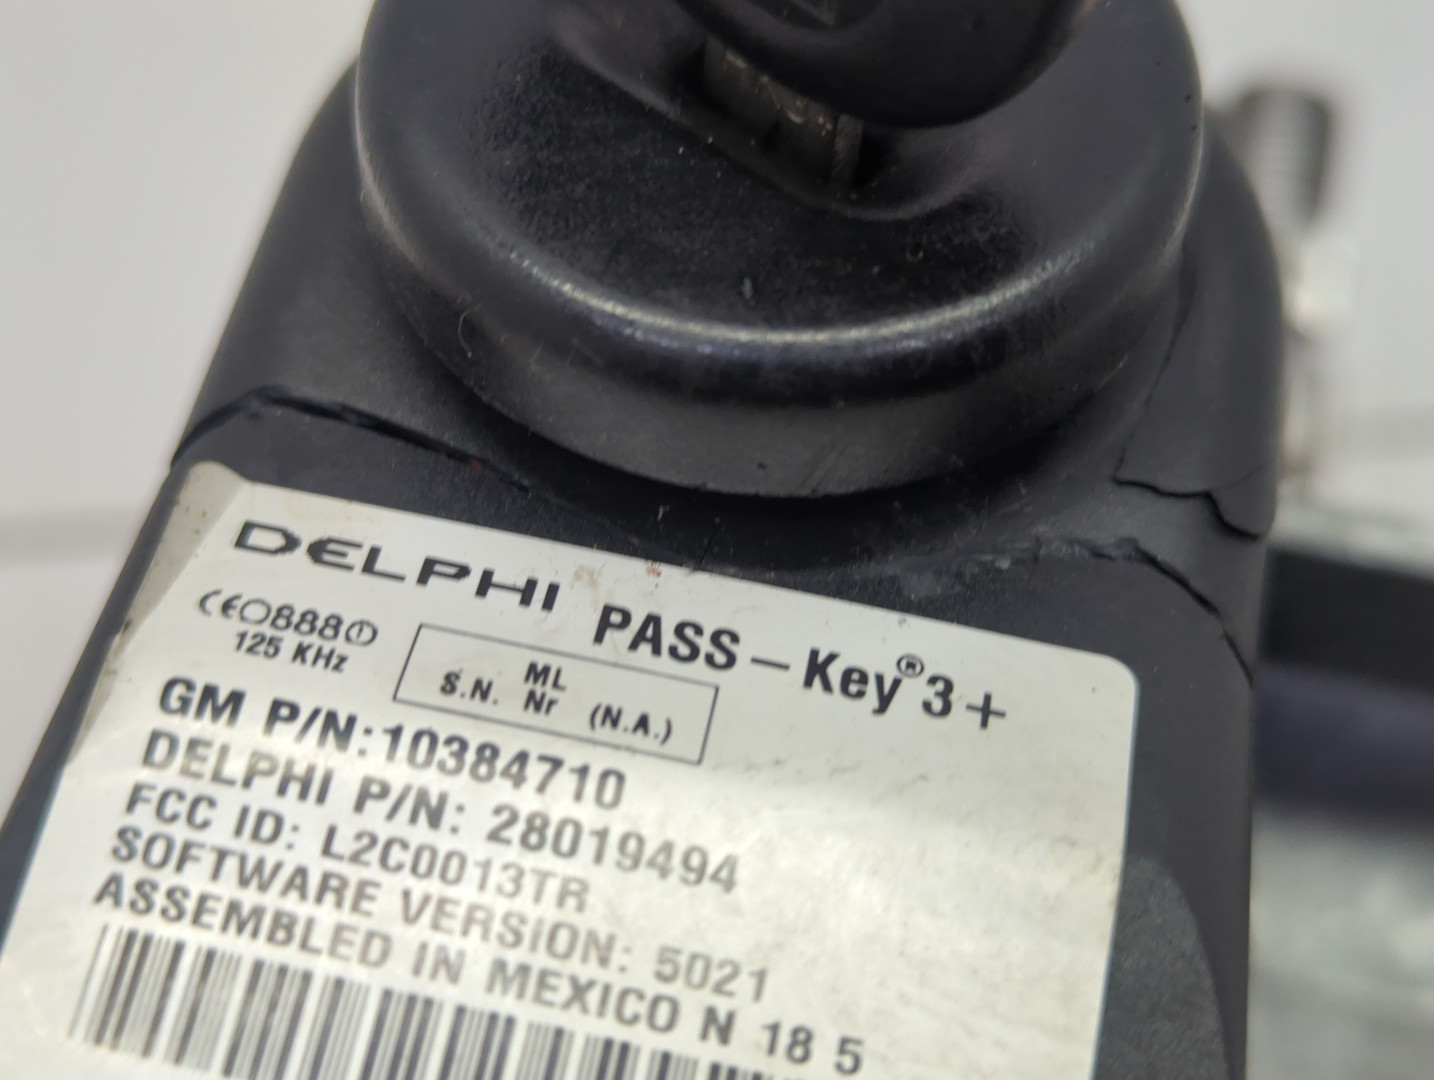 DELPHI PASS-Key®3+
CE0888ⓘ
125 KHz
ML
S.N. Nr (N.A.)
GM P/N:10384710
DELPHI P/N: 28019494
FCC ID: L2C0013TR
SOFTWARE VERSION: 5021
ASSEMBLED IN MEXICO N 18 5